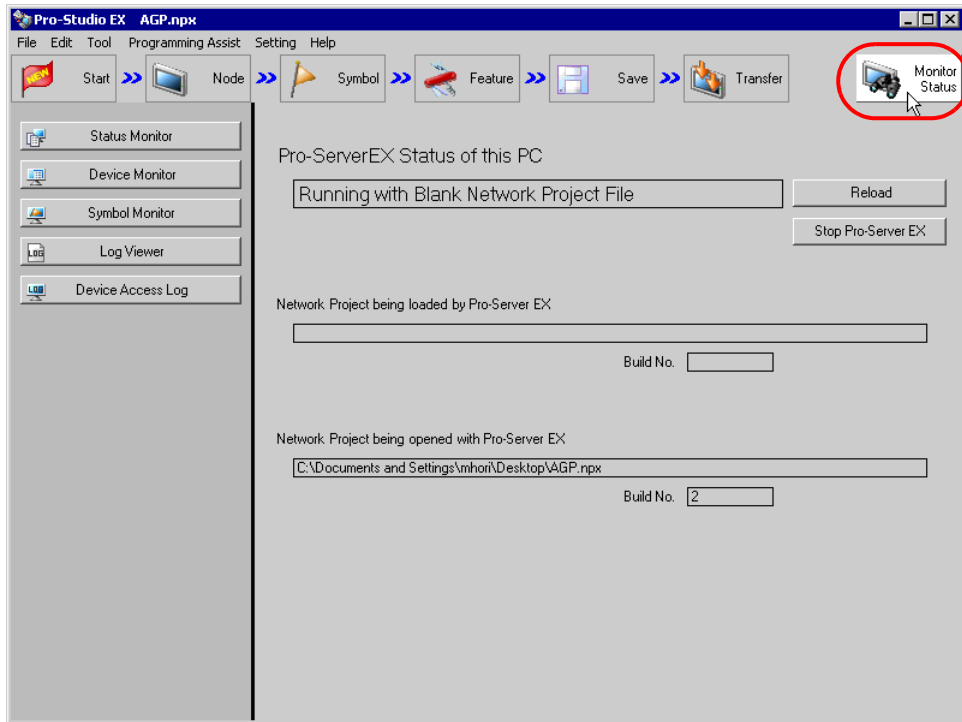 Pro-Studio EX AGP.npx
File Edit Tool Programming Assist Setting Help
NEW Start Node Symbol Feature Save Transfer Monitor Status
Status Monitor
Device Monitor
Symbol Monitor
LOG Log Viewer
LOG Device Access Log
Pro-ServerEX Status of this PC
Running with Blank Network Project File
Reload
Stop Pro-Server EX
Network Project being loaded by Pro-Server EX
Build No.
Network Project being opened with Pro-Server EX
C:\Documents and Settings\mhori\Desktop\AGP.npx
Build No. 2